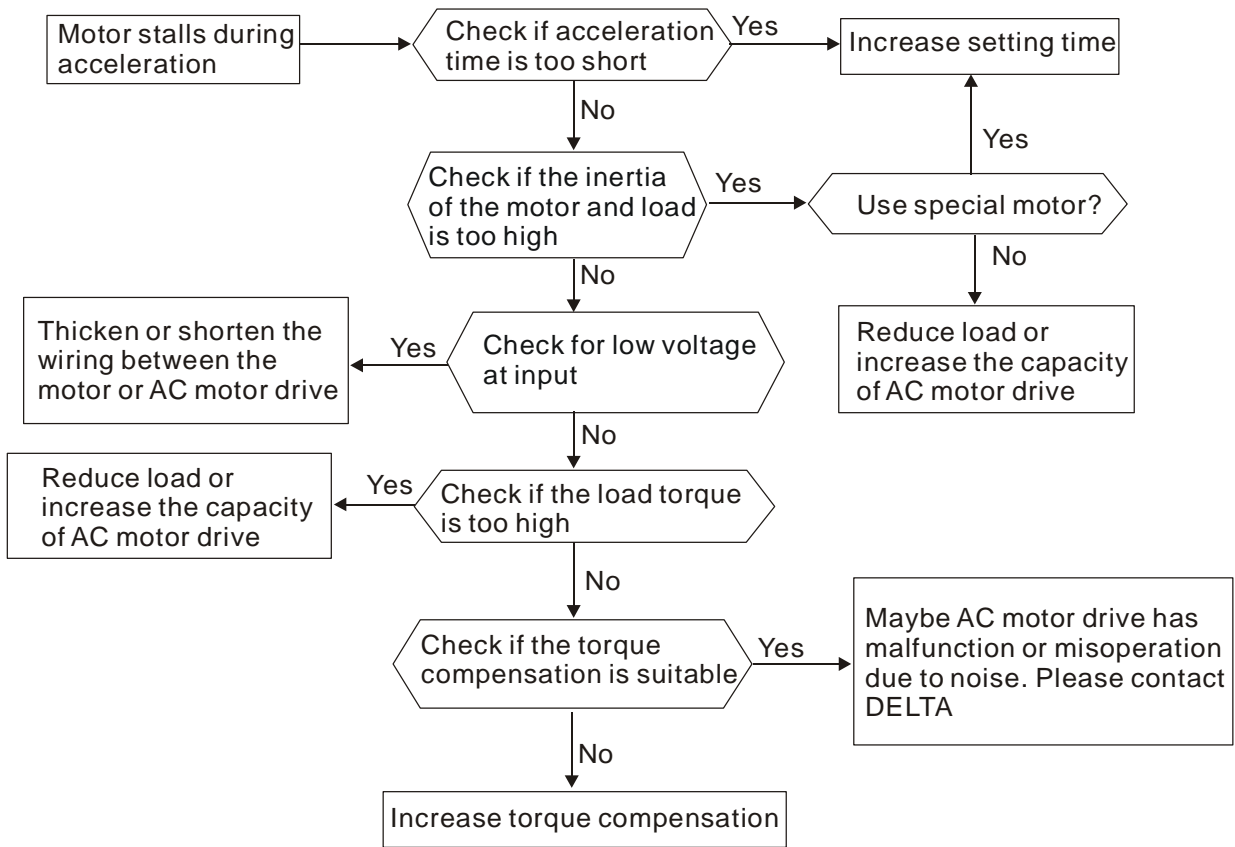 Motor stalls during
acceleration
Check if acceleration
time is too short
Yes
Increase setting time
No
Yes
Check if the inertia
of the motor and load
is too high
Yes
Use special motor?
No
No
Thicken or shorten the
wiring between the
motor or AC motor drive
Yes
Check for low voltage
at input
Reduce load or
increase the capacity
of AC motor drive
No
Reduce load or
increase the capacity
of AC motor drive
Yes
Check if the load torque
is too high
No
Check if the torque
compensation is suitable
Yes
Maybe AC motor drive has
malfunction or misoperation
due to noise. Please contact
DELTA
No
Increase torque compensation